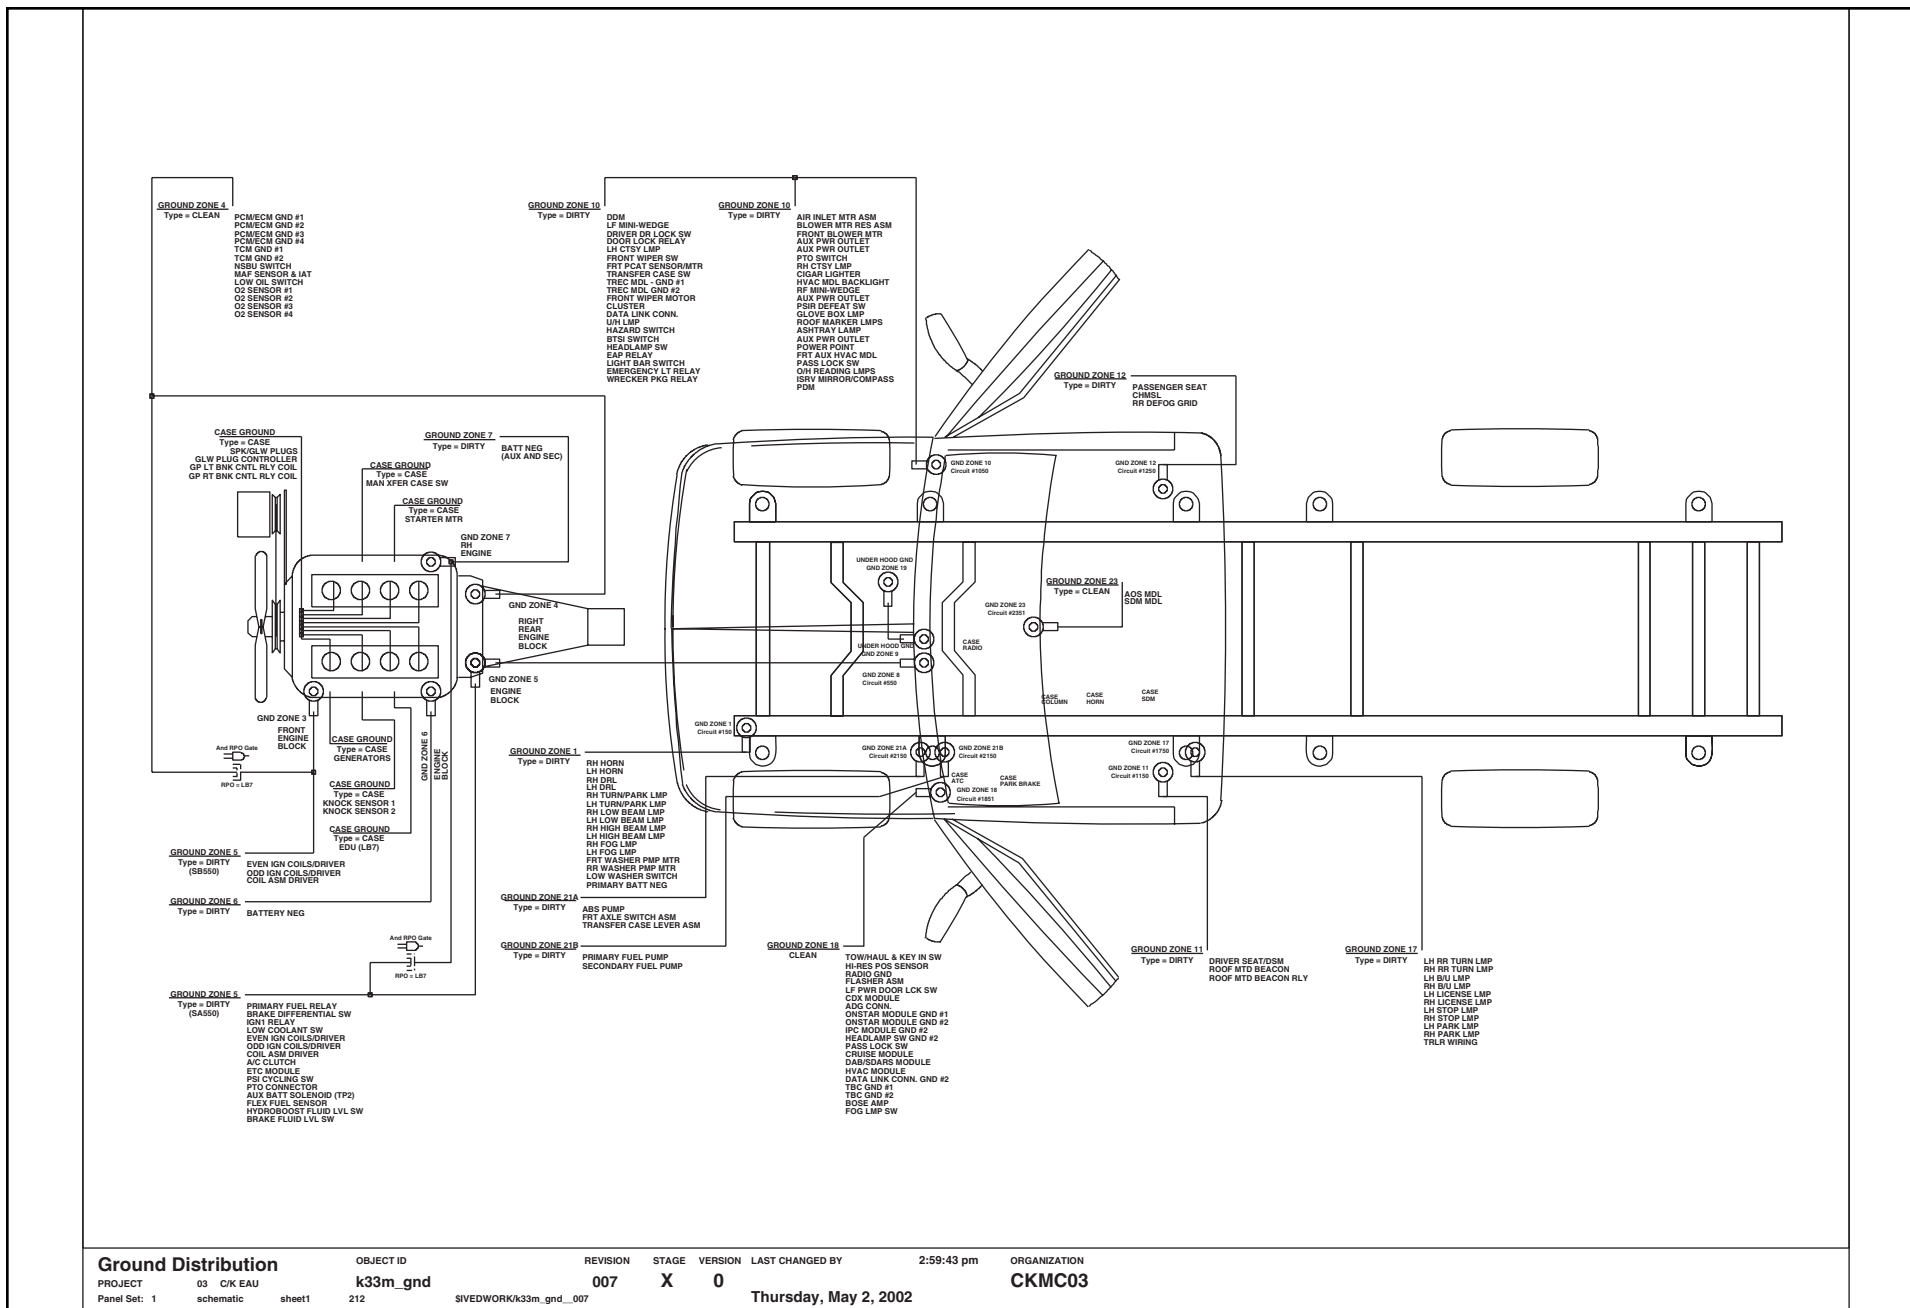 GROUND ZONE 4
Type = CLEAN
PCM/ECM GND #1
PCM/ECM GND #2
PCM/ECM GND #3
PCM/ECM GND #4
TCM GND #1
TCM GND #2
NSBU SWITCH
MAF SENSOR & IAT
LOW OIL SWITCH
O2 SENSOR #1
O2 SENSOR #2
O2 SENSOR #3
O2 SENSOR #4
GROUND ZONE 10
Type = DIRTY
DDM
LF MINI-WEDGE
DRIVER DR LOCK SW
DOOR LOCK RELAY
LH CTSY LMP
FRONT WIPER SW
FRT PCAT SENSOR/MTR
TRANSFER CASE SW
TREC MDL - GND #1
TREC MDL GND #2
FRONT WIPER MOTOR
CLUSTER
DATA LINK CONN.
U/H LMP
HAZARD SWITCH
BTSI SWITCH
HEADLAMP SW
EAP RELAY
LIGHT BAR SWITCH
EMERGENCY LT RELAY
WRECKER PKG RELAY
GROUND ZONE 10
Type = DIRTY
AIR INLET MTR ASM
BLOWER MTR RES ASM
FRONT BLOWER MTR
AUX PWR OUTLET
AUX PWR OUTLET
PTO SWITCH
RH CTSY LMP
CIGAR LIGHTER
HVAC MDL BACKLIGHT
RF MINI-WEDGE
AUX PWR OUTLET
PSIR DEFEAT SW
GLOVE BOX LMP
ROOF MARKER LMPS
ASHTRAY LAMP
AUX PWR OUTLET
POWER POINT
FRT AUX HVAC MDL
PASS LOCK SW
O/H READING LMPS
ISRV MIRROR/COMPASS
PDM
GROUND ZONE 12
Type = DIRTY
PASSENGER SEAT
CHMSL
RR DEFOG GRID
CASE GROUND
Type = CASE
SPK/GLW PLUGS
GLW PLUG CONTROLLER
GP LT BNK CNTL RLY COIL
GP RT BNK CNTL RLY COIL
GROUND ZONE 7
Type = DIRTY
BATT NEG
(AUX AND SEC)
CASE GROUND
Type = CASE
MAN XFER CASE SW
CASE GROUND
Type = CASE
STARTER MTR
GND ZONE 7
RH
ENGINE
GND ZONE 10
Circuit #1050
GND ZONE 12
Circuit #1250
UNDER HOOD GND
GND ZONE 19
GROUND ZONE 23
Type = CLEAN
AOS MDL
SDM MDL
GND ZONE 23
Circuit #2351
GND ZONE 4
RIGHT
REAR
ENGINE
BLOCK
UNDER HOOD GND
GND ZONE 9
CASE
RADIO
GND ZONE 8
Circuit #550
GND ZONE 5
ENGINE
BLOCK
CASE
COLUMN
CASE
HORN
CASE
SDM
GND ZONE 3
FRONT
ENGINE
BLOCK
GND ZONE 6
ENGINE
BLOCK
GND ZONE 1
Circuit #150
And RPO Gate
RPO = LB7
CASE GROUND
Type = CASE
GENERATORS
CASE GROUND
Type = CASE
KNOCK SENSOR 1
KNOCK SENSOR 2
CASE GROUND
Type = CASE
EDU (LB7)
GROUND ZONE 1
Type = DIRTY
RH HORN
LH HORN
RH DRL
LH DRL
RH TURN/PARK LMP
LH TURN/PARK LMP
RH LOW BEAM LMP
LH LOW BEAM LMP
RH HIGH BEAM LMP
LH HIGH BEAM LMP
RH FOG LMP
LH FOG LMP
FRT WASHER PMP MTR
RR WASHER PMP MTR
LOW WASHER SWITCH
PRIMARY BATT NEG
GND ZONE 21A
Circuit #2150
GND ZONE 21B
Circuit #2150
GND ZONE 17
Circuit #1750
GND ZONE 11
Circuit #1150
CASE
ATC
CASE
PARK BRAKE
GND ZONE 18
Circuit #1851
GROUND ZONE 5
Type = DIRTY
(SB550)
EVEN IGN COILS/DRIVER
ODD IGN COILS/DRIVER
COIL ASM DRIVER
GROUND ZONE 6
Type = DIRTY
BATTERY NEG
GROUND ZONE 21A
Type = DIRTY
ABS PUMP
FRT AXLE SWITCH ASM
TRANSFER CASE LEVER ASM
GROUND ZONE 21B
Type = DIRTY
PRIMARY FUEL PUMP
SECONDARY FUEL PUMP
And RPO Gate
RPO = LB7
GROUND ZONE 5
Type = DIRTY
(SA550)
PRIMARY FUEL RELAY
BRAKE DIFFERENTIAL SW
IGN1 RELAY
LOW COOLANT SW
EVEN IGN COILS/DRIVER
ODD IGN COILS/DRIVER
COIL ASM DRIVER
A/C CLUTCH
ETC MODULE
PSI CYCLING SW
PTO CONNECTOR
AUX BATT SOLENOID (TP2)
FLEX FUEL SENSOR
HYDROBOOST FLUID LVL SW
BRAKE FLUID LVL SW
GROUND ZONE 18
CLEAN
TOW/HAUL & KEY IN SW
HI-RES POS SENSOR
RADIO GND
FLASHER ASM
LF PWR DOOR LCK SW
CDX MODULE
ADG CONN.
ONSTAR MODULE GND #1
ONSTAR MODULE GND #2
IPC MODULE GND #2
HEADLAMP SW GND #2
PASS LOCK SW
CRUISE MODULE
DAB/SDARS MODULE
HVAC MODULE
DATA LINK CONN. GND #2
TBC GND #1
TBC GND #2
BOSE AMP
FOG LMP SW
GROUND ZONE 11
Type = DIRTY
DRIVER SEAT/DSM
ROOF MTD BEACON
ROOF MTD BEACON RLY
GROUND ZONE 17
Type = DIRTY
LH RR TURN LMP
RH RR TURN LMP
LH B/U LMP
RH B/U LMP
LH LICENSE LMP
RH LICENSE LMP
LH STOP LMP
RH STOP LMP
LH PARK LMP
RH PARK LMP
TRLR WIRING
Ground Distribution OBJECT ID REVISION STAGE VERSION LAST CHANGED BY 2:59:43 pm ORGANIZATION
PROJECT 03 C/K EAU k33m_gnd 007 X 0 CKMC03
Panel Set: 1 schematic sheet1 212 $IVEDWORK/k33m_gnd__007 Thursday, May 2, 2002